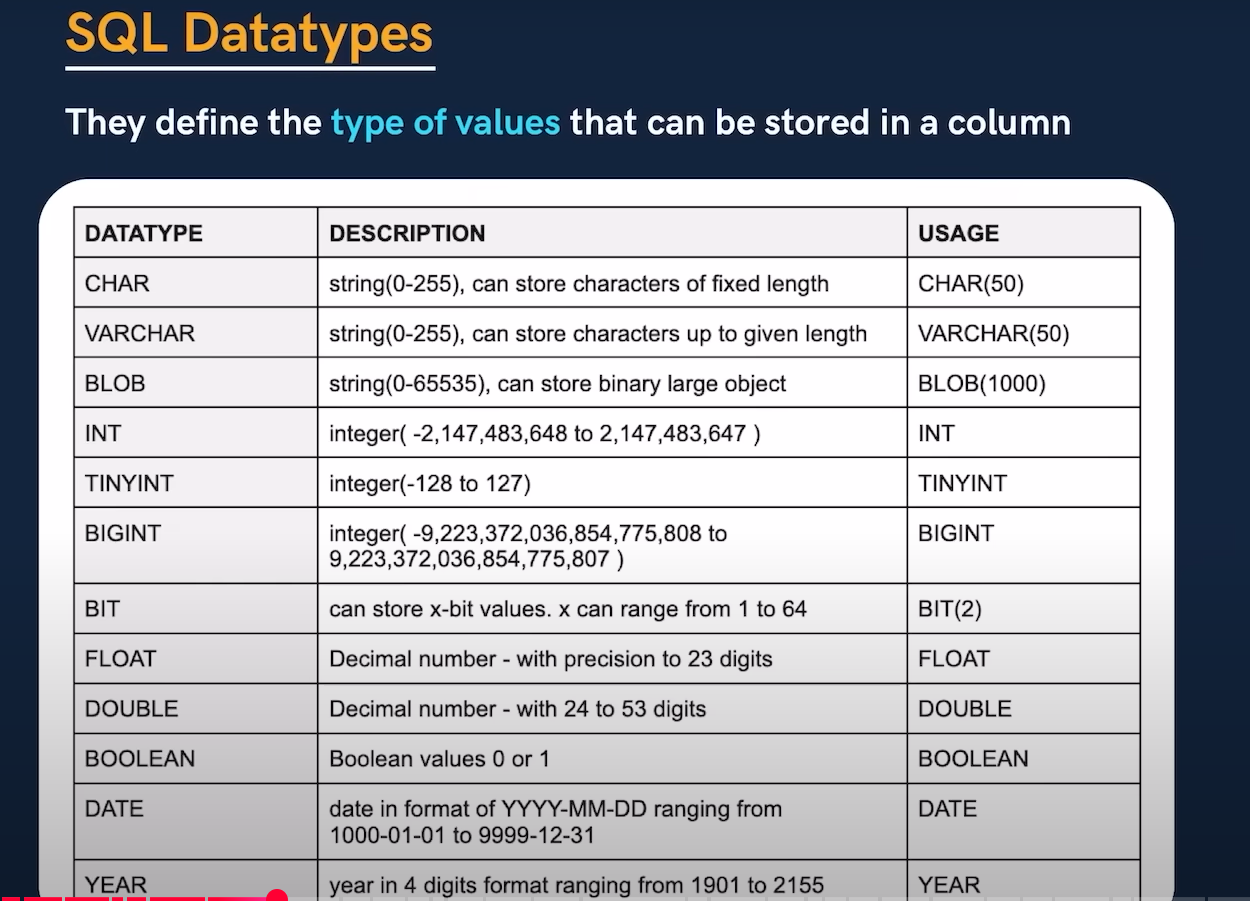 SQL Datatypes
They define the type of values that can be stored in a column
DATATYPE DESCRIPTION USAGE
CHAR string(0-255), can store characters of fixed length CHAR(50)
VARCHAR string(0-255), can store characters up to given length VARCHAR(50)
BLOB string(0-65535), can store binary large object BLOB(1000)
INT integer( -2,147,483,648 to 2,147,483,647 ) INT
TINYINT integer(-128 to 127) TINYINT
BIGINT integer( -9,223,372,036,854,775,808 to BIGINT
9,223,372,036,854,775,807 )
BIT can store x-bit values. x can range from 1 to 64 BIT(2)
FLOAT Decimal number - with precision to 23 digits FLOAT
DOUBLE Decimal number - with 24 to 53 digits DOUBLE
BOOLEAN Boolean values 0 or 1 BOOLEAN
DATE date in format of YYYY-MM-DD ranging from DATE
1000-01-01 to 9999-12-31
YEAR year in 4 digits format ranging from 1901 to 2155 YEAR